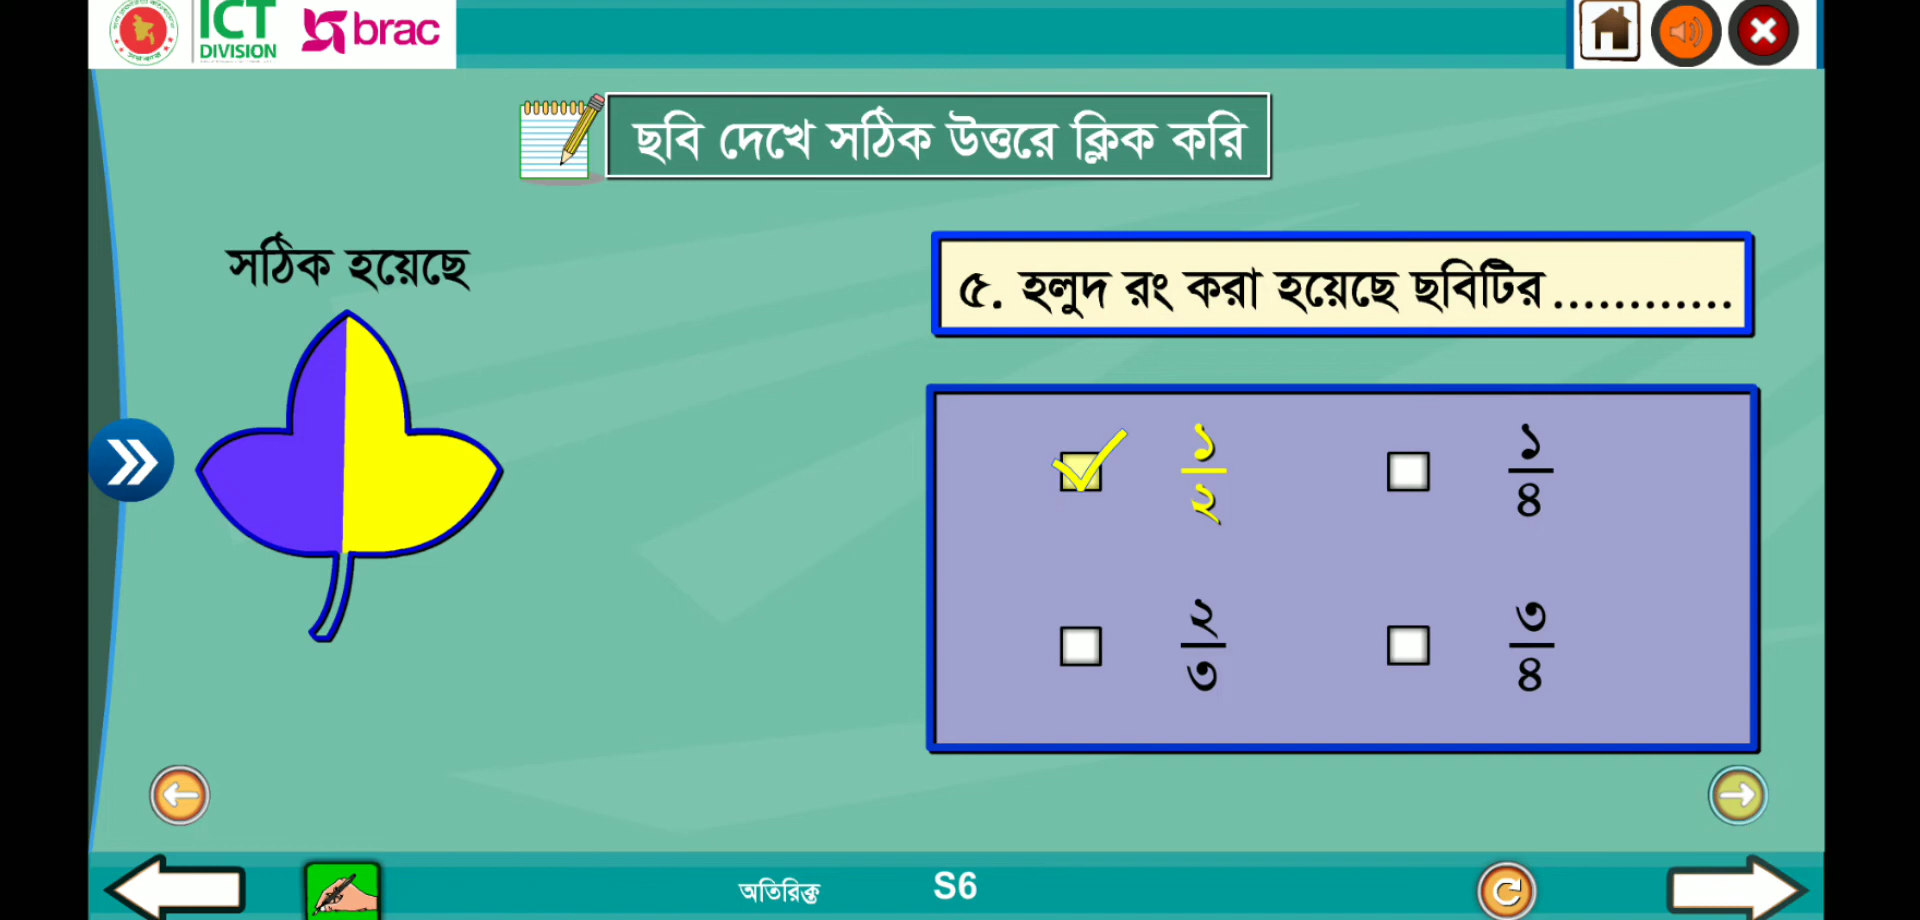 ICT
DIVISION
brac
ছবি দেখে সঠিক উত্তরে ক্লিক করি
সঠিক হয়েছে
৫. হলুদ রং করা হয়েছে ছবিটির............
১/২
১/৪
২/৩
৩/৪
অতিরিক্ত
S6